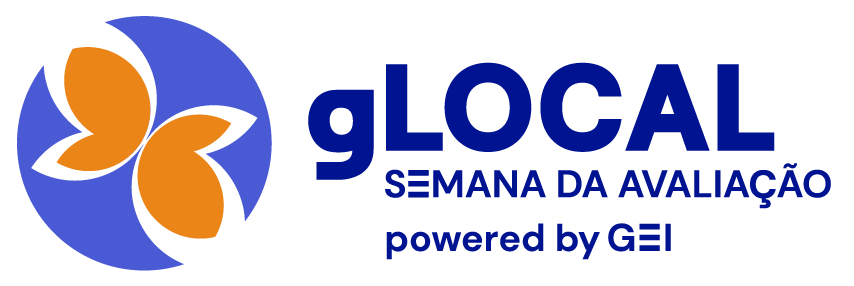 gLOCAL
SEMANA DA AVALIAÇÃO
powered by GEI